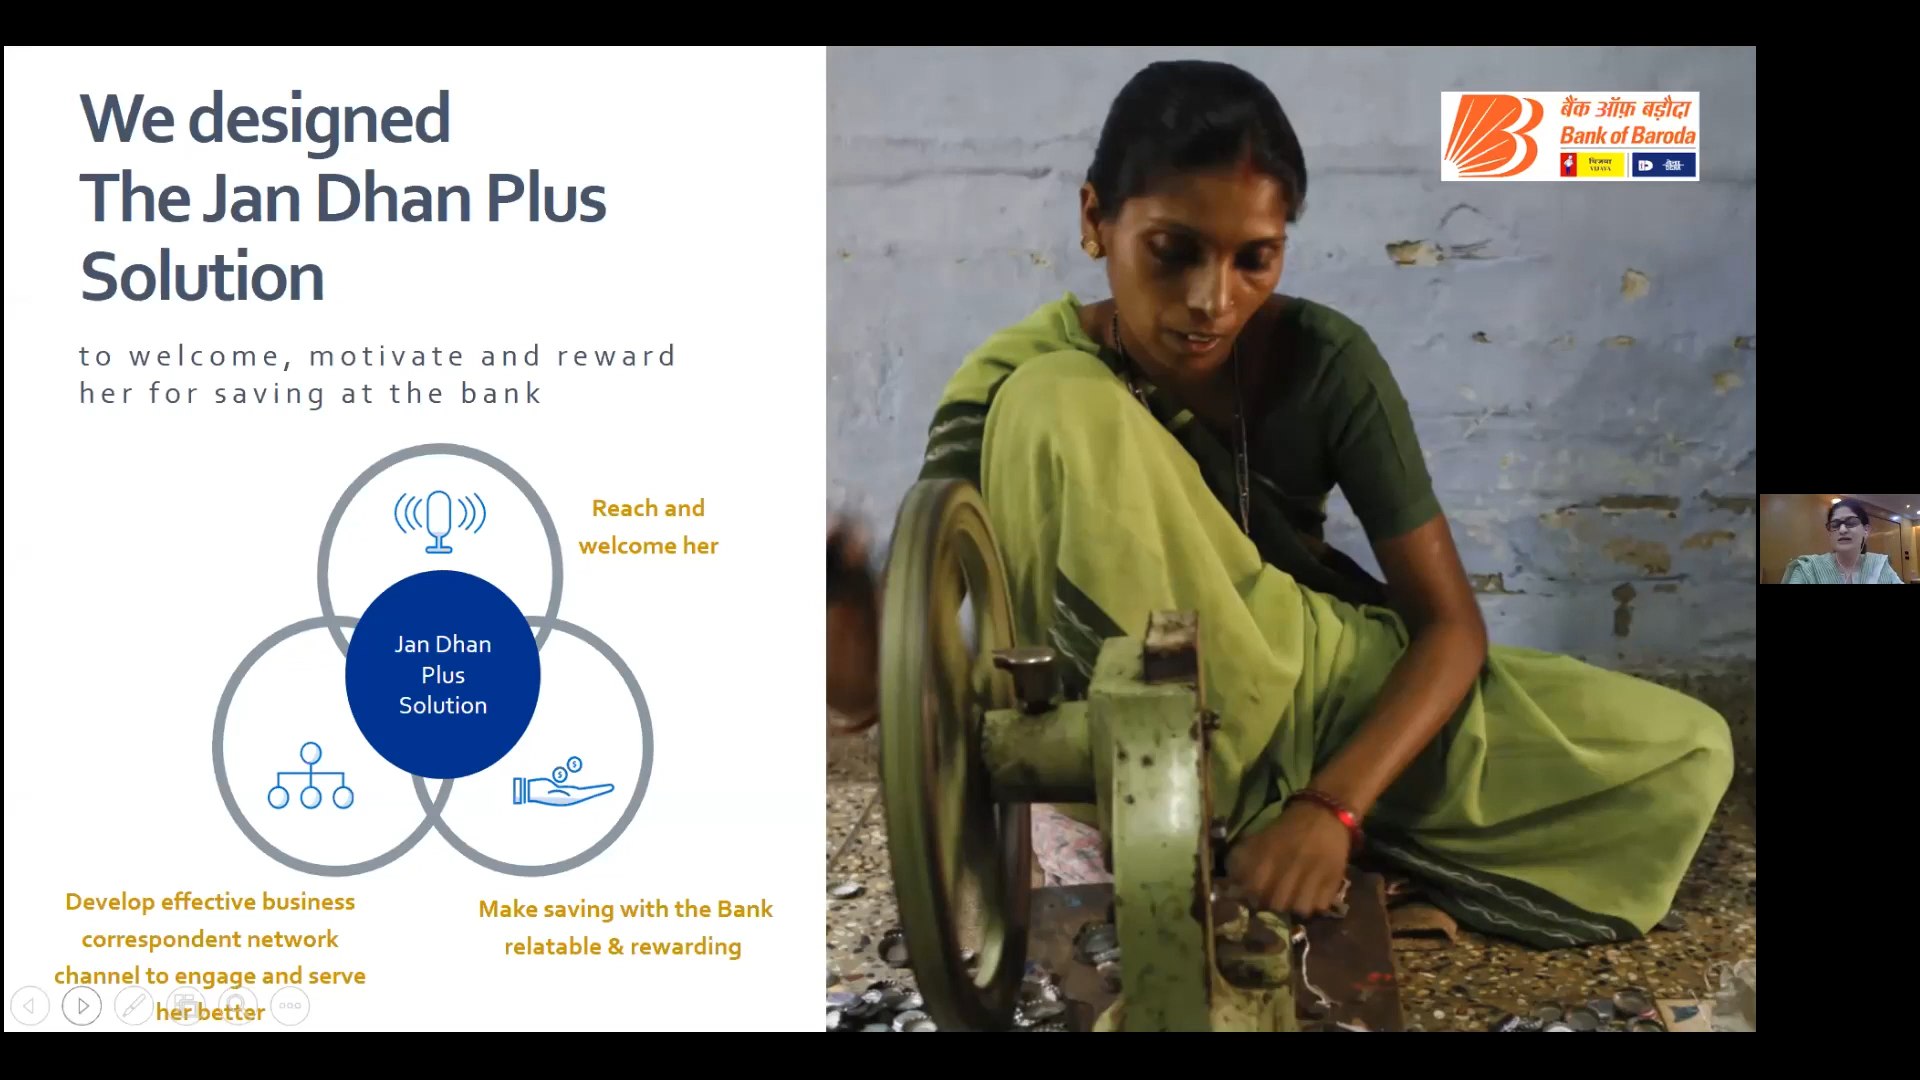 We designed
The Jan Dhan Plus
Solution
to welcome, motivate and reward
her for saving at the bank
Reach and
welcome her
Jan Dhan
Plus
Solution
Develop effective business
correspondent network
channel to engage and serve
her better
Make saving with the Bank
relatable & rewarding
बैंक ऑफ़ बड़ौदा
Bank of Baroda
विजया
VIJAYA